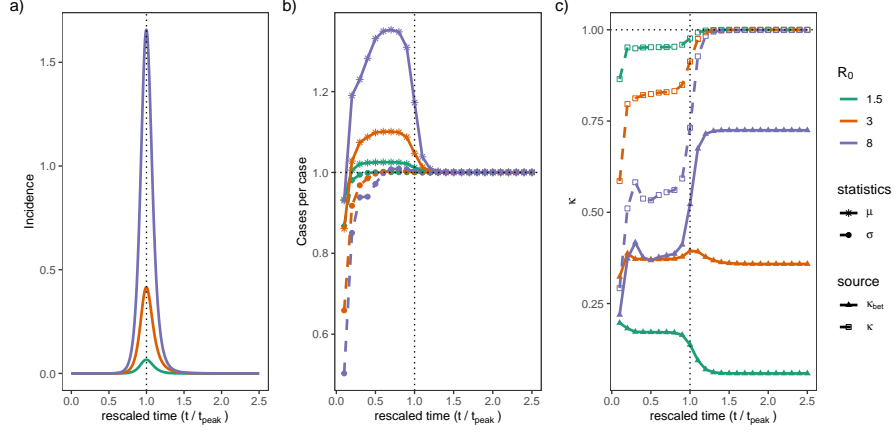 a)
b)
c)
Incidence
1.5
1.0
0.5
0.0
0.0 0.5 1.0 1.5 2.0 2.5
rescaled time (t / t_peak )
Cases per case
1.2
1.0
0.8
0.6
0.0 0.5 1.0 1.5 2.0 2.5
rescaled time (t / t_peak )
κ
1.00
0.75
0.50
0.25
0.0 0.5 1.0 1.5 2.0 2.5
rescaled time (t / t_peak )
R_0
1.5
3
8
statistics
μ
σ
source
κ_bet
κ